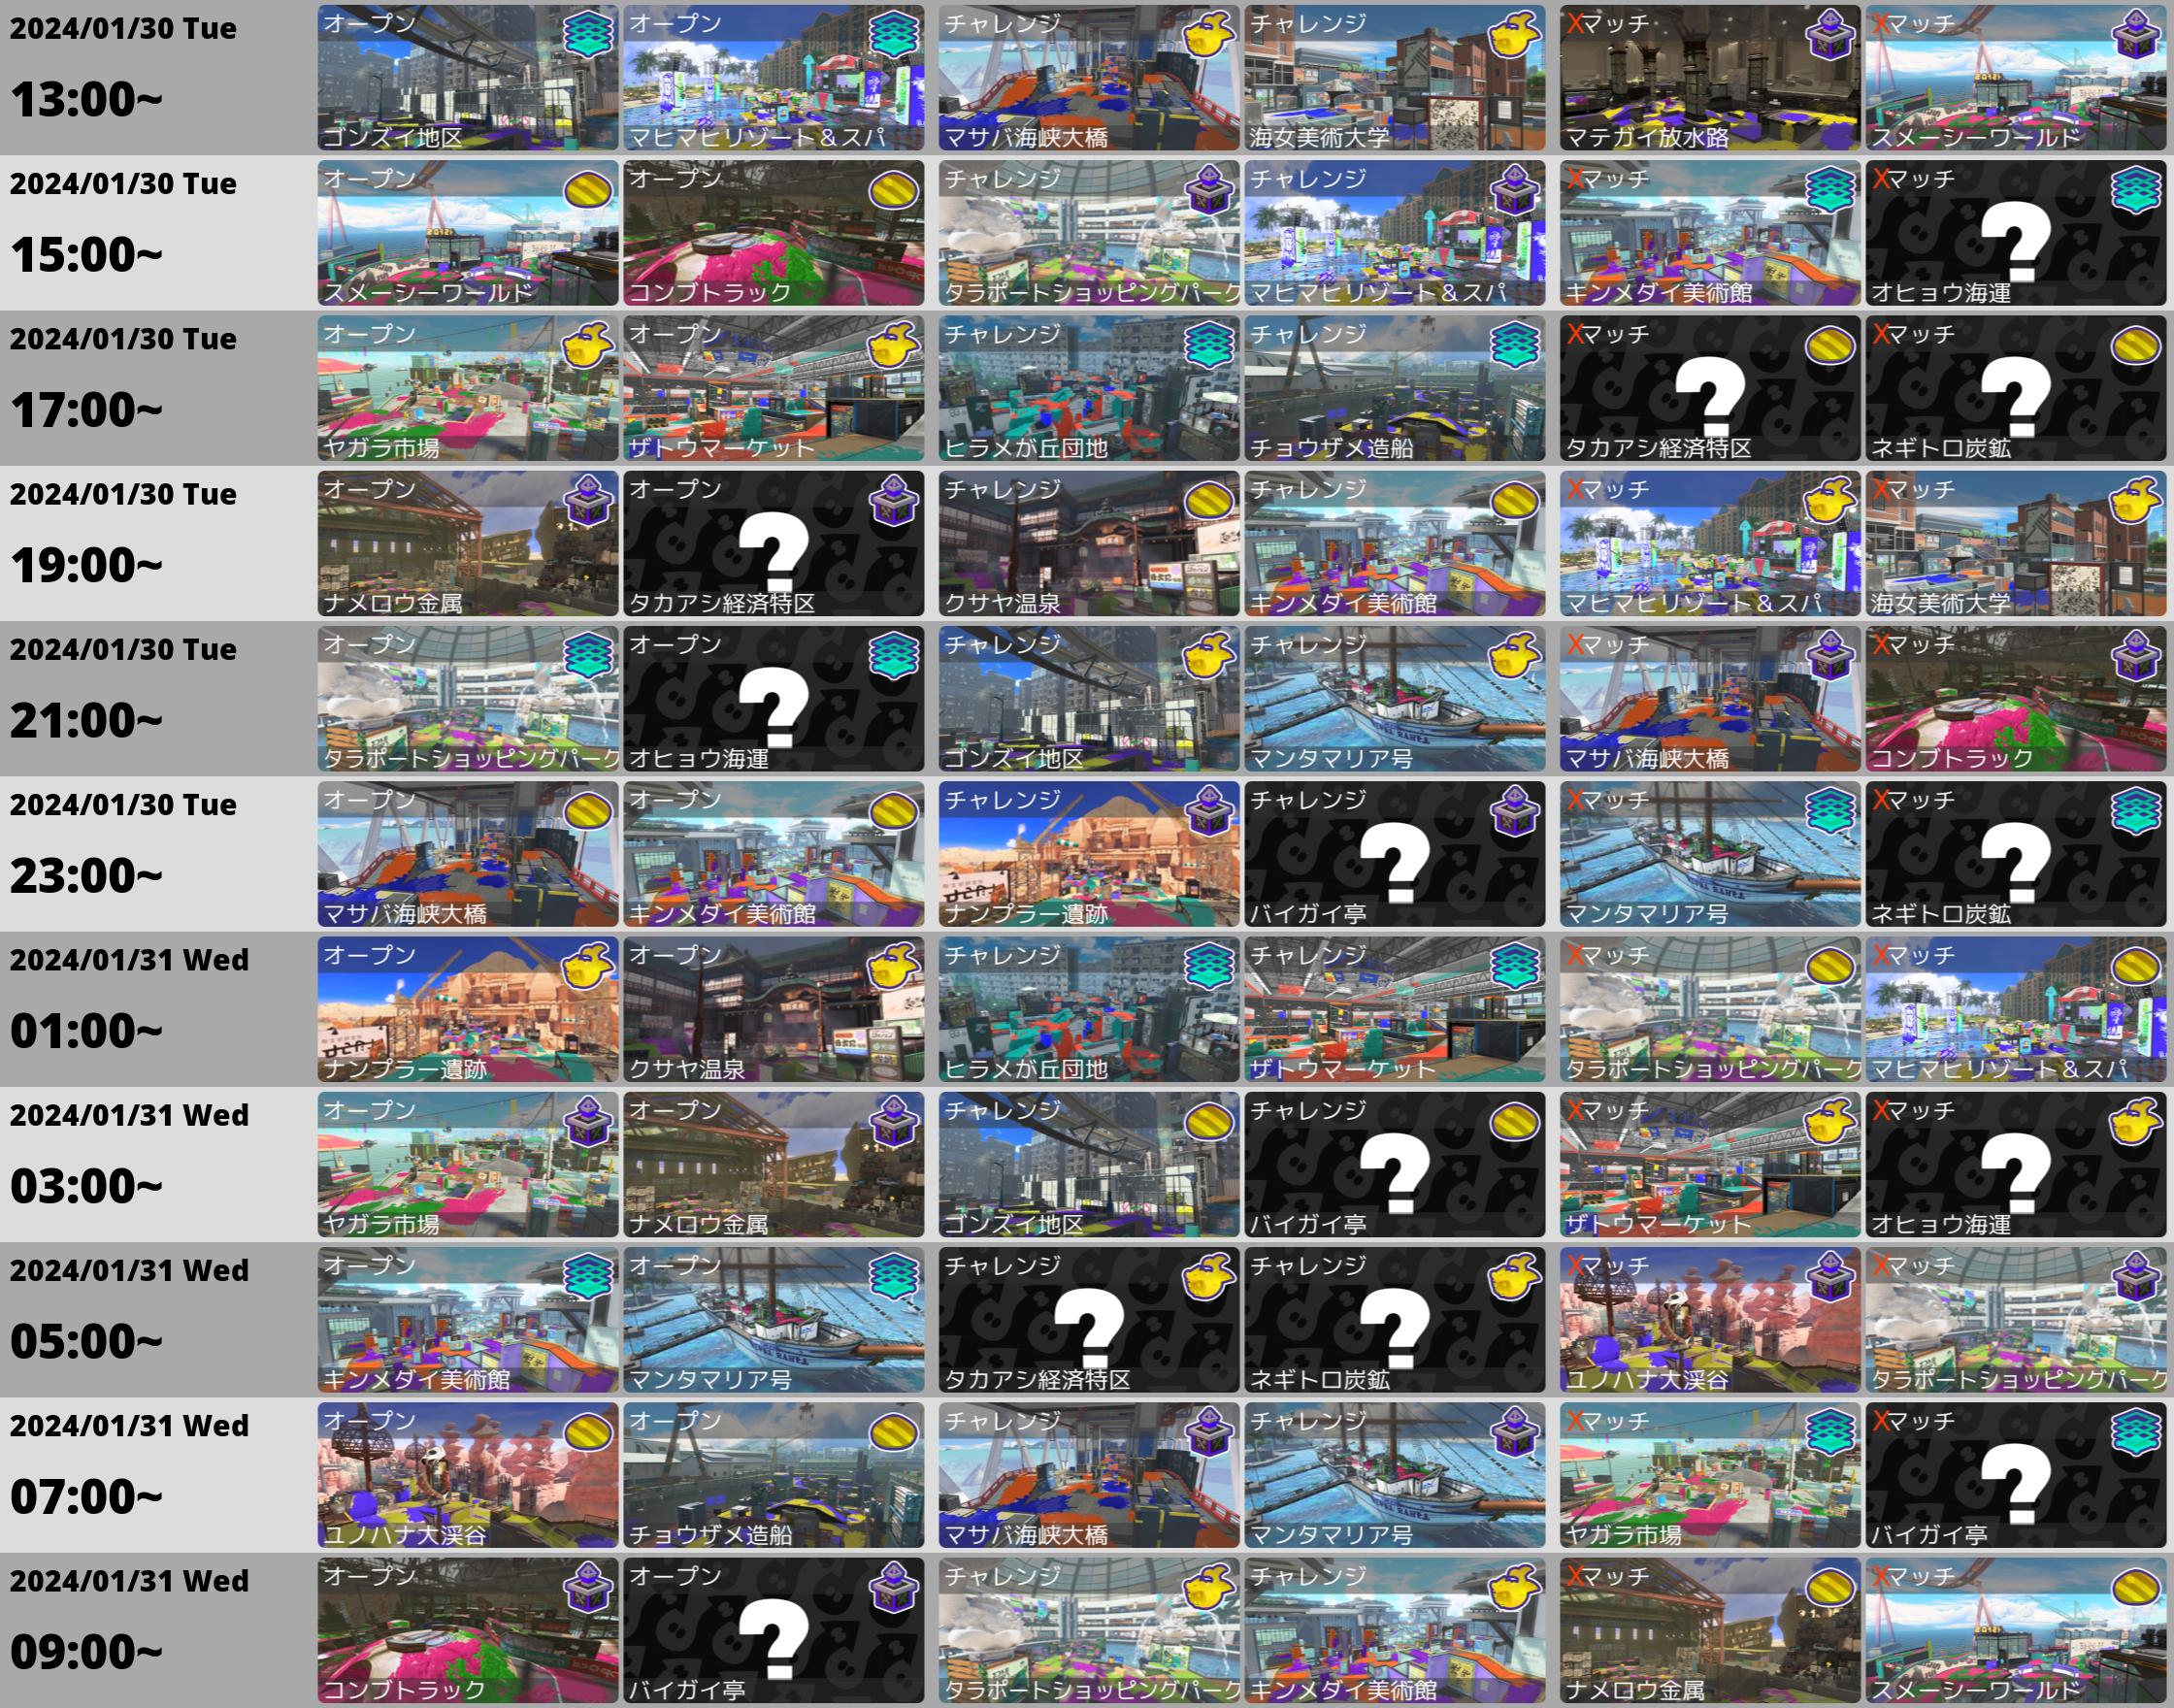 2024/01/30 Tue
13:00~
オープン
ゴンズイ地区
オープン
マヒマヒリゾート＆スパ
チャレンジ
マサバ海峡大橋
チャレンジ
海女美術大学
Xマッチ
マテガイ放水路
Xマッチ
スメーシーワールド
2024/01/30 Tue
15:00~
オープン
スメーシーワールド
オープン
コンブトラック
チャレンジ
タラポートショッピングパーク
チャレンジ
マヒマヒリゾート＆スパ
Xマッチ
キンメダイ美術館
Xマッチ
?
オヒョウ海運
2024/01/30 Tue
17:00~
オープン
ヤガラ市場
オープン
ザトウマーケット
チャレンジ
ヒラメが丘団地
チャレンジ
チョウザメ造船
Xマッチ
?
タカアシ経済特区
Xマッチ
?
ネギトロ炭鉱
2024/01/30 Tue
19:00~
オープン
ナメロウ金属
オープン
?
タカアシ経済特区
チャレンジ
クサヤ温泉
チャレンジ
キンメダイ美術館
Xマッチ
マヒマヒリゾート＆スパ
Xマッチ
海女美術大学
2024/01/30 Tue
21:00~
オープン
タラポートショッピングパーク
オープン
?
オヒョウ海運
チャレンジ
ゴンズイ地区
チャレンジ
マンタマリア号
Xマッチ
マサバ海峡大橋
Xマッチ
コンブトラック
2024/01/30 Tue
23:00~
オープン
マサバ海峡大橋
オープン
キンメダイ美術館
チャレンジ
ナンプラー遺跡
チャレンジ
?
バイガイ亭
Xマッチ
マンタマリア号
Xマッチ
?
ネギトロ炭鉱
2024/01/31 Wed
01:00~
オープン
ナンプラー遺跡
オープン
クサヤ温泉
チャレンジ
ヒラメが丘団地
チャレンジ
ザトウマーケット
Xマッチ
タラポートショッピングパーク
Xマッチ
マヒマヒリゾート＆スパ
2024/01/31 Wed
03:00~
オープン
ヤガラ市場
オープン
ナメロウ金属
チャレンジ
ゴンズイ地区
チャレンジ
?
バイガイ亭
Xマッチ
ザトウマーケット
Xマッチ
?
オヒョウ海運
2024/01/31 Wed
05:00~
オープン
キンメダイ美術館
オープン
マンタマリア号
チャレンジ
?
タカアシ経済特区
チャレンジ
?
ネギトロ炭鉱
Xマッチ
ユノハナ大渓谷
Xマッチ
タラポートショッピングパーク
2024/01/31 Wed
07:00~
オープン
ユノハナ大渓谷
オープン
チョウザメ造船
チャレンジ
マサバ海峡大橋
チャレンジ
マンタマリア号
Xマッチ
ヤガラ市場
Xマッチ
?
バイガイ亭
2024/01/31 Wed
09:00~
オープン
コンブトラック
オープン
?
バイガイ亭
チャレンジ
タラポートショッピングパーク
チャレンジ
キンメダイ美術館
Xマッチ
ナメロウ金属
Xマッチ
スメーシーワールド